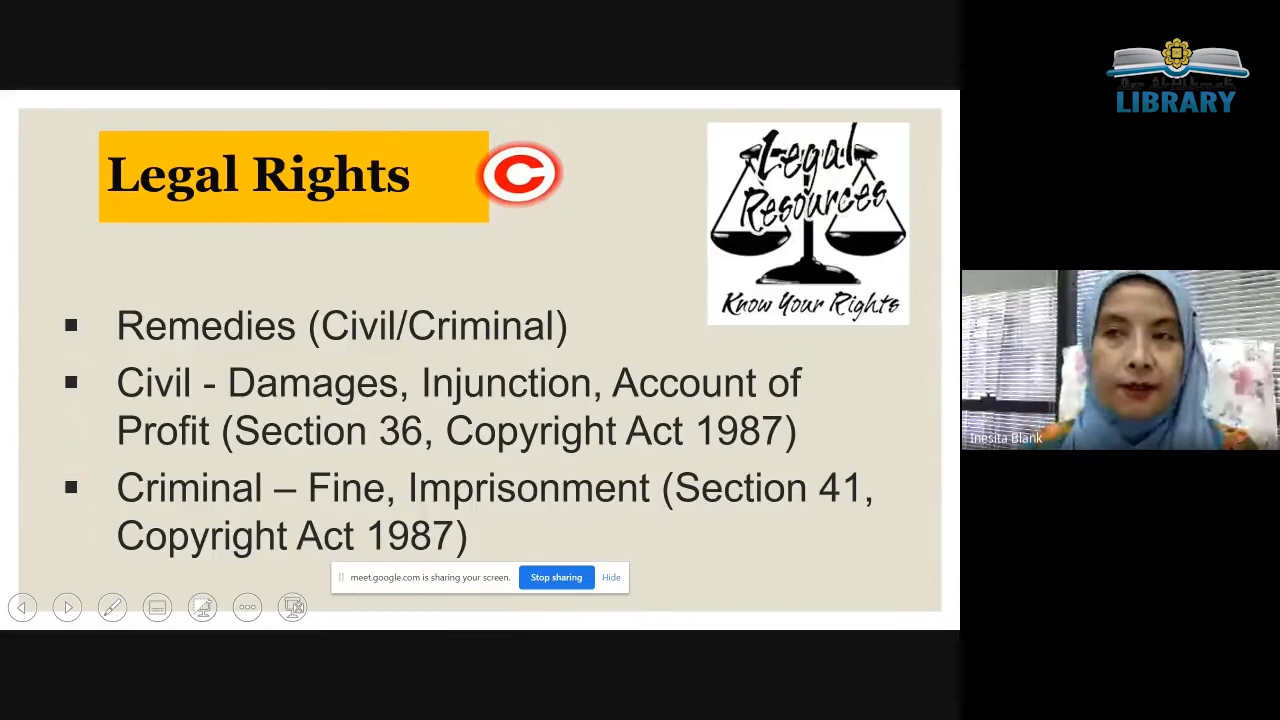 LIBRARY
Legal Rights
C
Legal
Resources
Know Your Rights
▪ Remedies (Civil/Criminal)
▪ Civil - Damages, Injunction, Account of
Profit (Section 36, Copyright Act 1987)
▪ Criminal – Fine, Imprisonment (Section 41,
Copyright Act 1987)
meet.google.com is sharing your screen.
Stop sharing
Hide
Inesita Blank